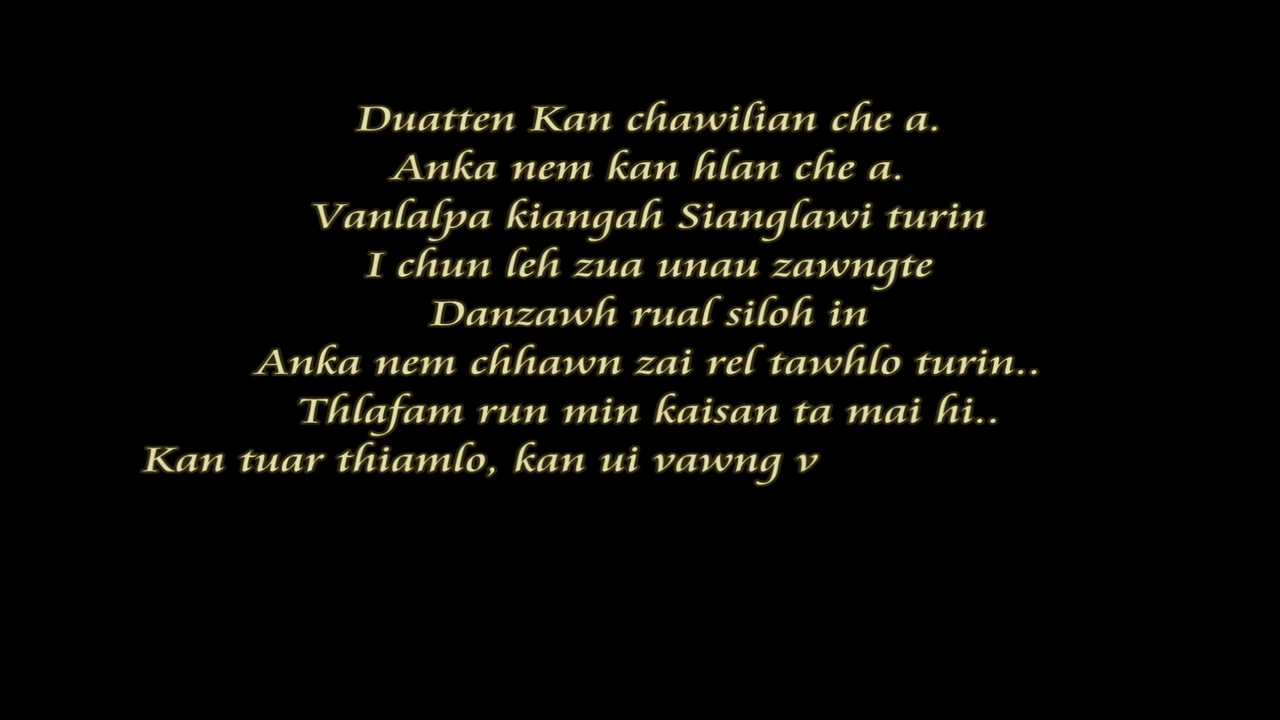 Duatten Kan chawilian che a.
Anka nem kan hlan che a.
Vanlalpa kiangah Sianglawi turin
I chun leh zua unau zawngte
Danzawh rual siloh in
Anka nem chhawn zai rel tawhlo turin..
Thlafam run min kaisan ta mai hi..
Kan tuar thiamlo, kan ui vawng v